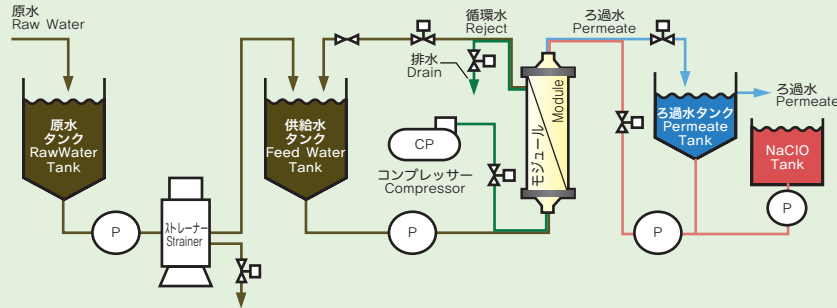 原水
Raw Water
循環水
Reject
ろ過水
Permeate
排水
Drain
原水
タンク
RawWater
Tank
供給水
タンク
Feed Water
Tank
CP
コンプレッサー
Compressor
モジュール
Module
ろ過水タンク
Permeate
Tank
ろ過水
Permeate
NaClO
Tank
P
ストレーナー
Strainer
P
P
P